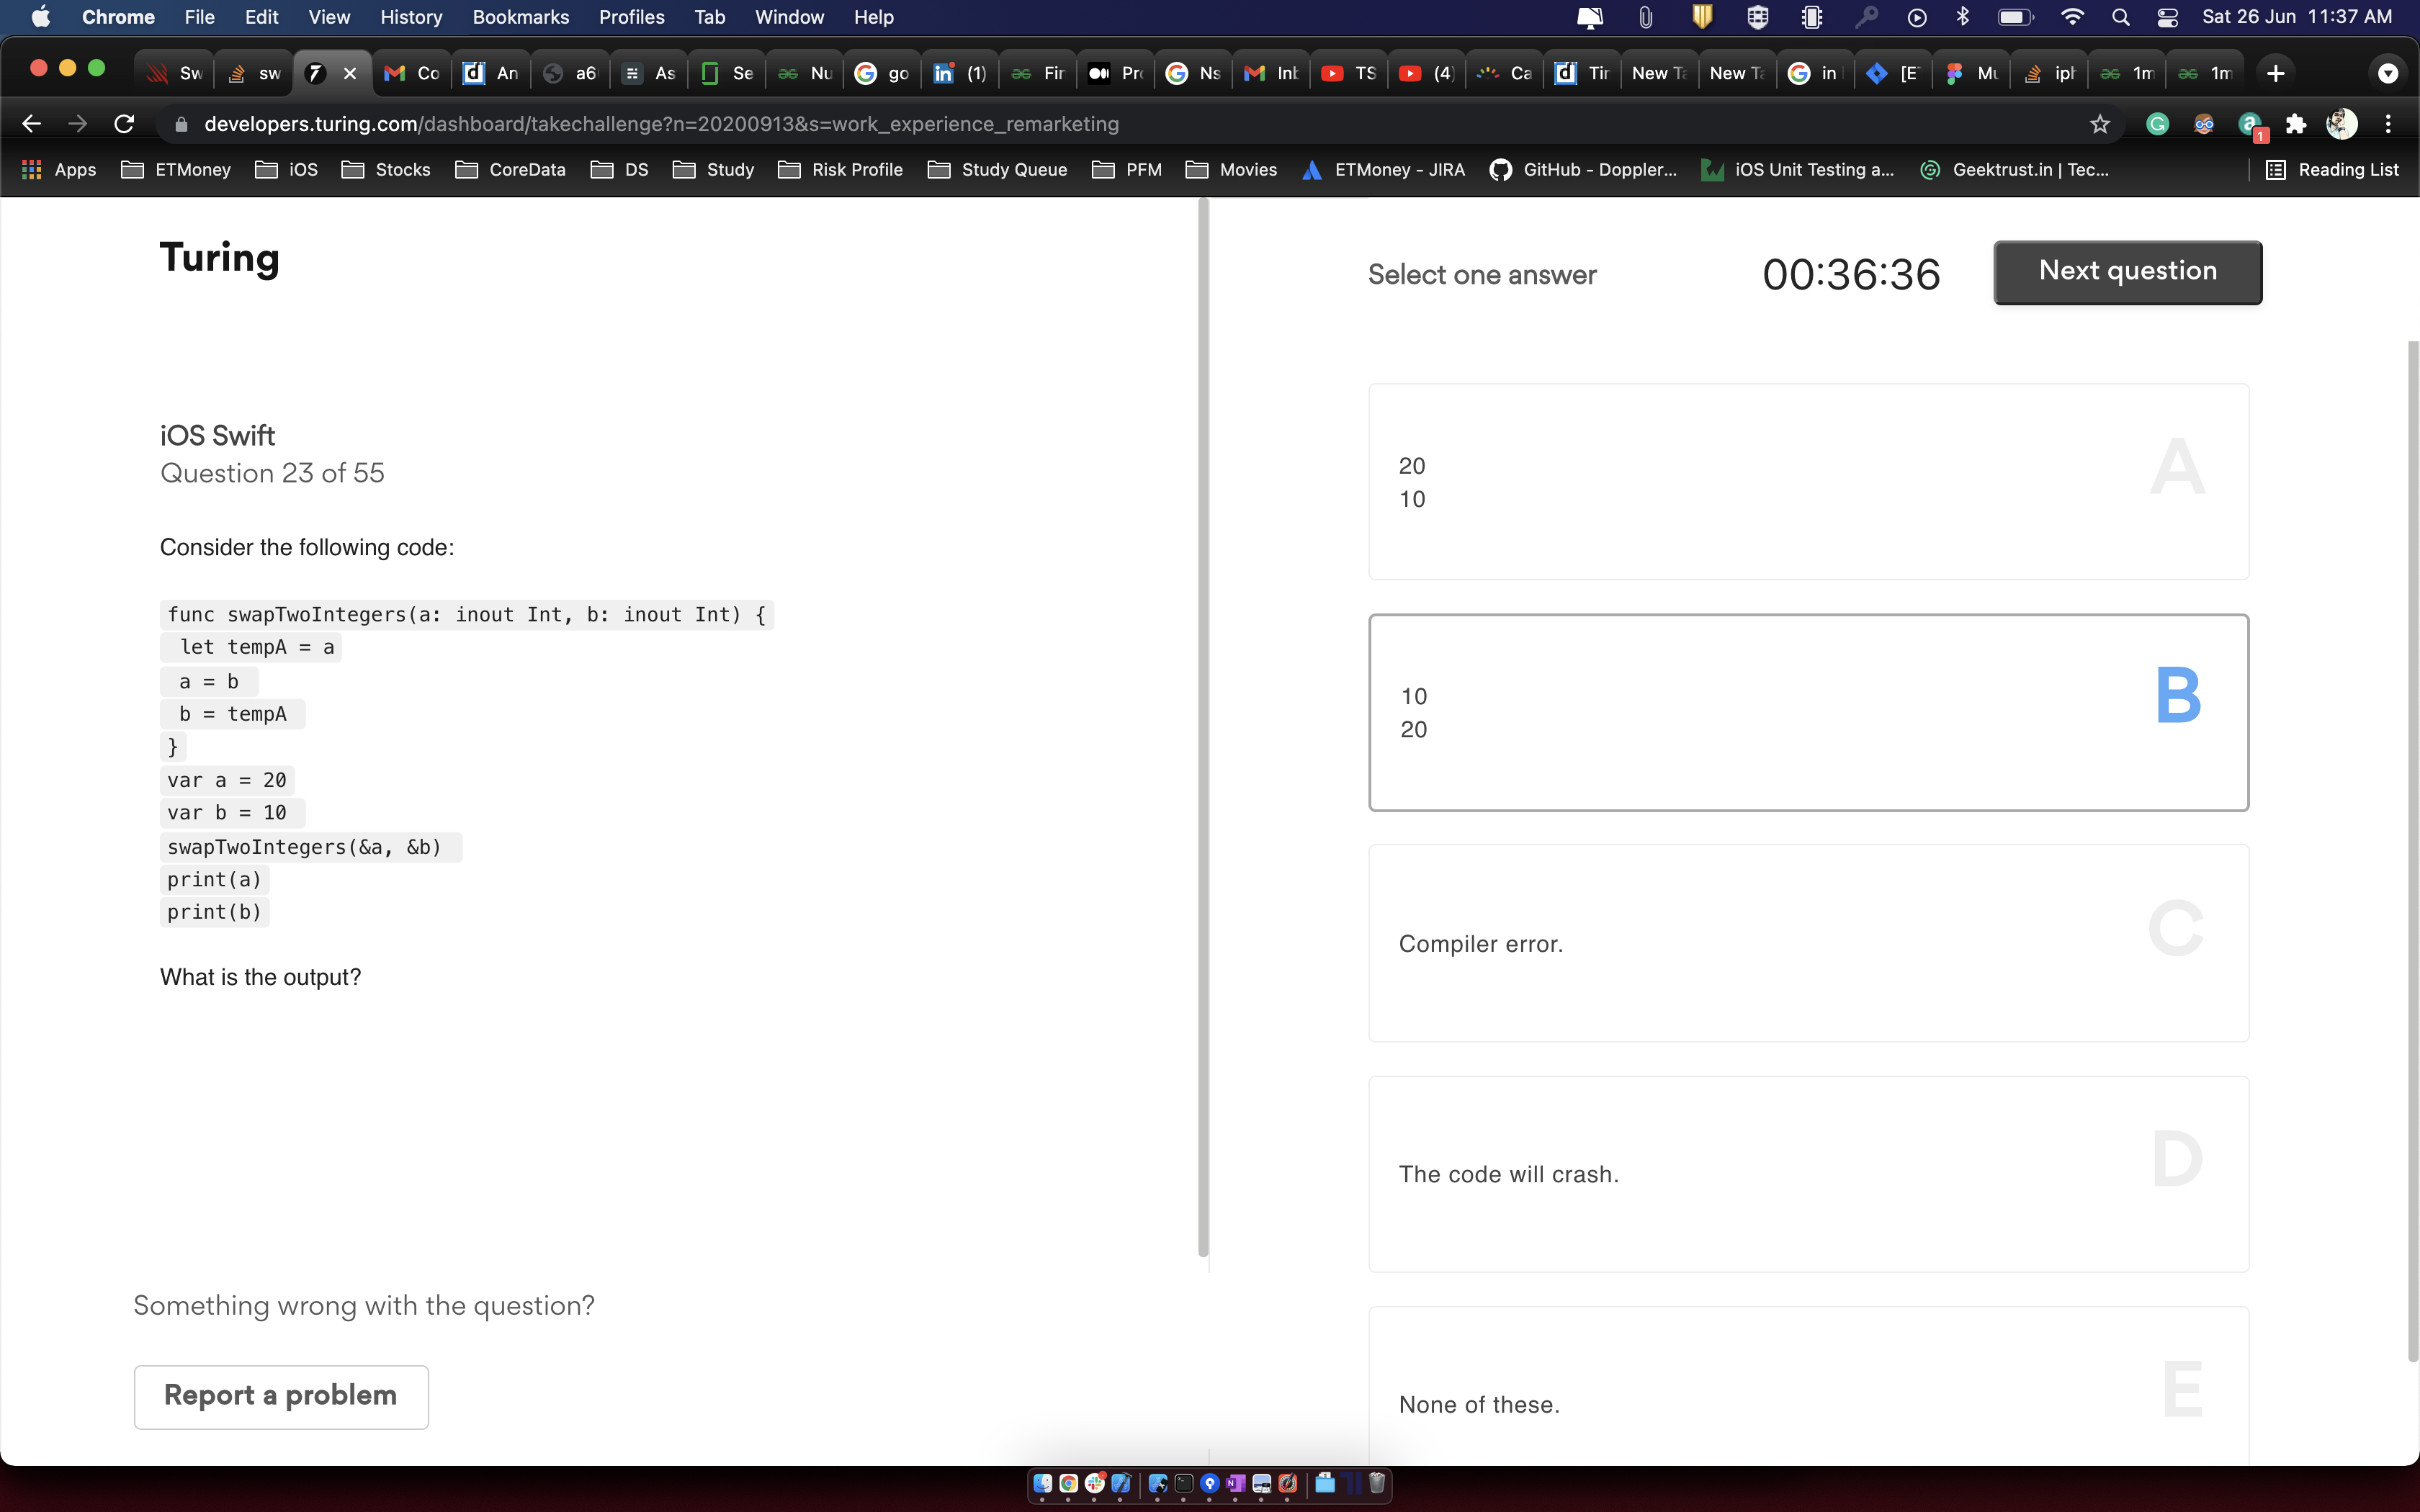 Chrome File Edit View History Bookmarks Profiles Tab Window Help Sat 26 Jun 11:37 AM
Sw sw Co An a6 As Se Nu go (1) Fir Pr Ns Inb TS (4) Ca Tir New Ta New Ta in [E Mu iph 1m 1m
developers.turing.com/dashboard/takechallenge?n=20200913&s=work_experience_remarketing 1
Apps ETMoney iOS Stocks CoreData DS Study Risk Profile Study Queue PFM Movies ETMoney - JIRA GitHub - Doppler... iOS Unit Testing a... Geektrust.in | Tec... Reading List
Turing
iOS Swift
Question 23 of 55
Consider the following code:
func swapTwoIntegers(a: inout Int, b: inout Int) {
let tempA = a
a = b
b = tempA
}
var a = 20
var b = 10
swapTwoIntegers(&a, &b)
print(a)
print(b)
What is the output?
Something wrong with the question?
Report a problem
Select one answer 00:36:36 Next question
20
10
A
10
20
B
Compiler error.
C
The code will crash.
D
None of these.
E